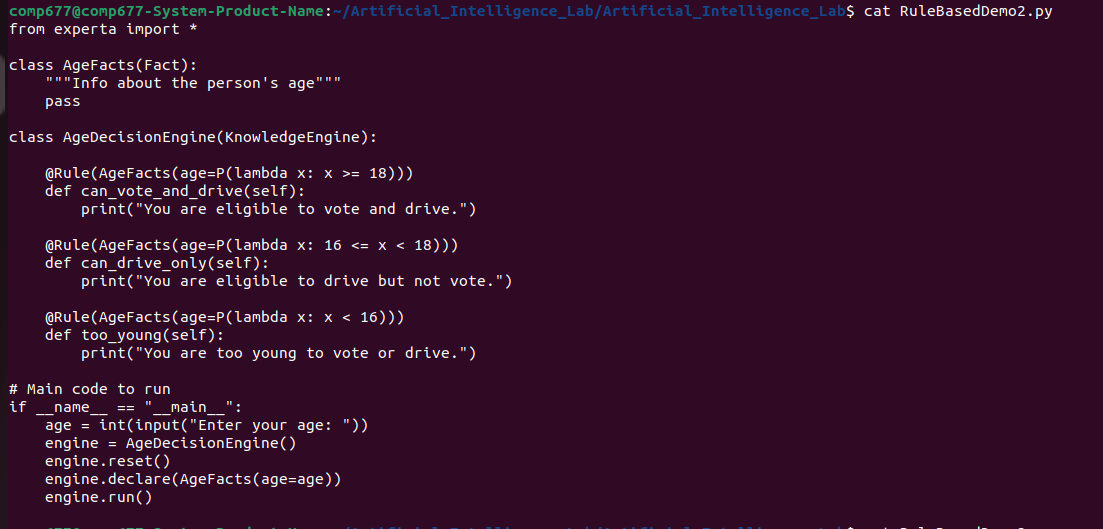 comp677@comp677-System-Product-Name:~/Artificial_Intelligence_Lab/Artificial_Intelligence_Lab$ cat RuleBasedDemo2.py
from experta import *

class AgeFacts(Fact):
    """Info about the person's age"""
    pass

class AgeDecisionEngine(KnowledgeEngine):

    @Rule(AgeFacts(age=P(lambda x: x >= 18)))
    def can_vote_and_drive(self):
        print("You are eligible to vote and drive.")

    @Rule(AgeFacts(age=P(lambda x: 16 <= x < 18)))
    def can_drive_only(self):
        print("You are eligible to drive but not vote.")

    @Rule(AgeFacts(age=P(lambda x: x < 16)))
    def too_young(self):
        print("You are too young to vote or drive.")

# Main code to run
if __name__ == "__main__":
    age = int(input("Enter your age: "))
    engine = AgeDecisionEngine()
    engine.reset()
    engine.declare(AgeFacts(age=age))
    engine.run()